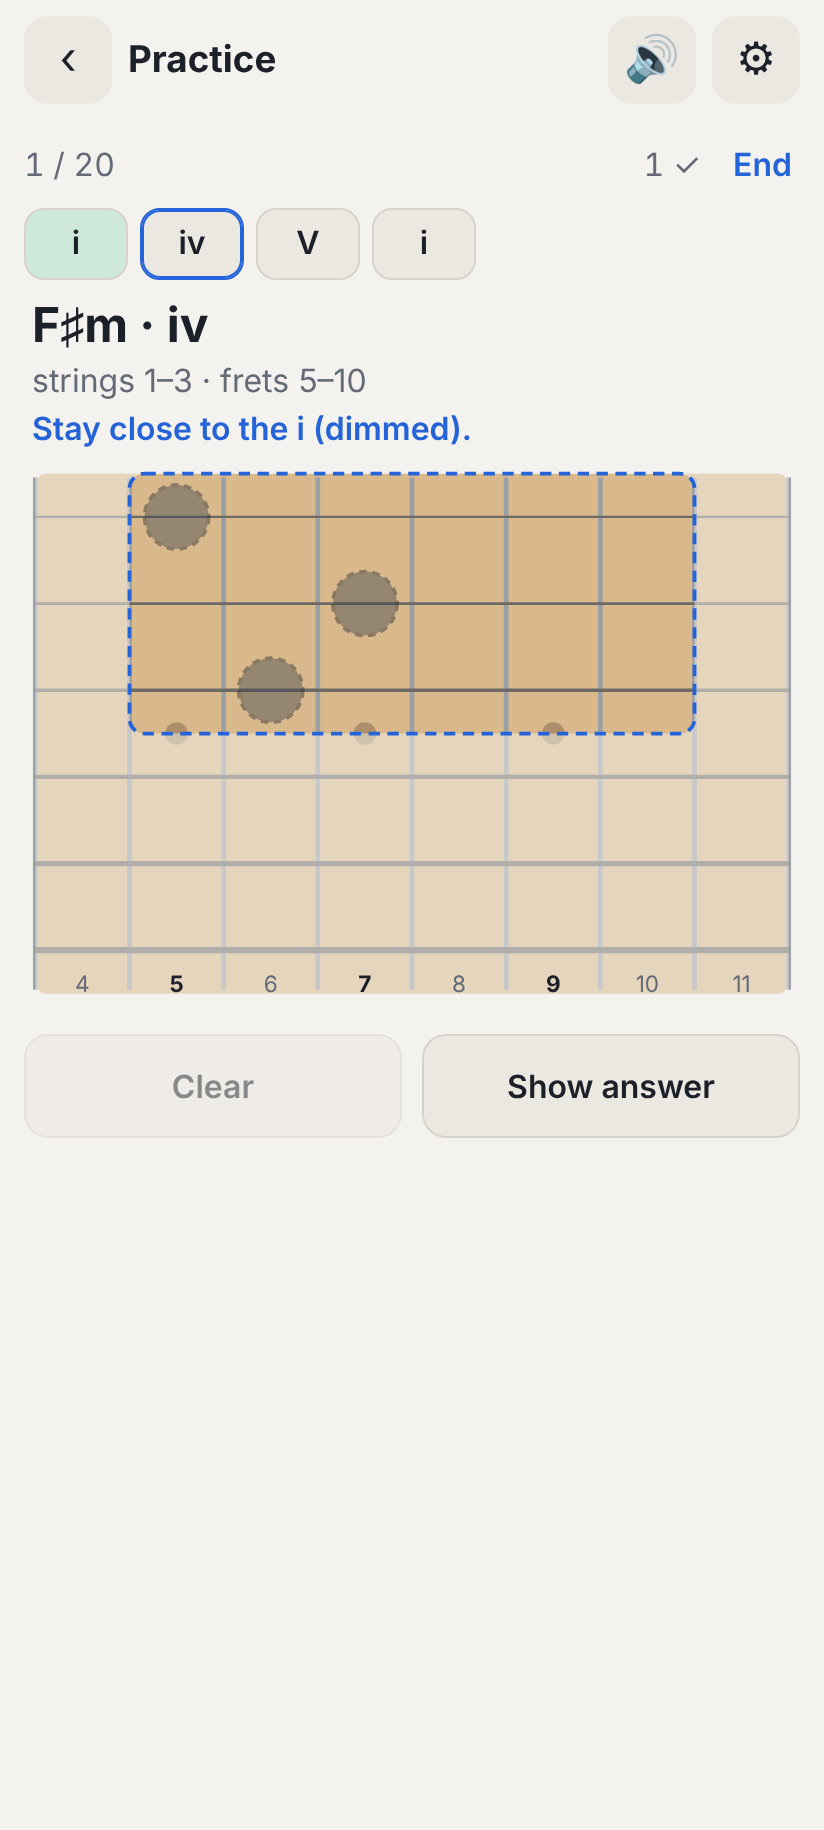 ‹ Practice 🔊 ⚙
1 / 20 1 ✓ End
i iv V i
F♯m · iv
strings 1–3 · frets 5–10
Stay close to the i (dimmed).
4 5 6 7 8 9 10 11
Clear Show answer